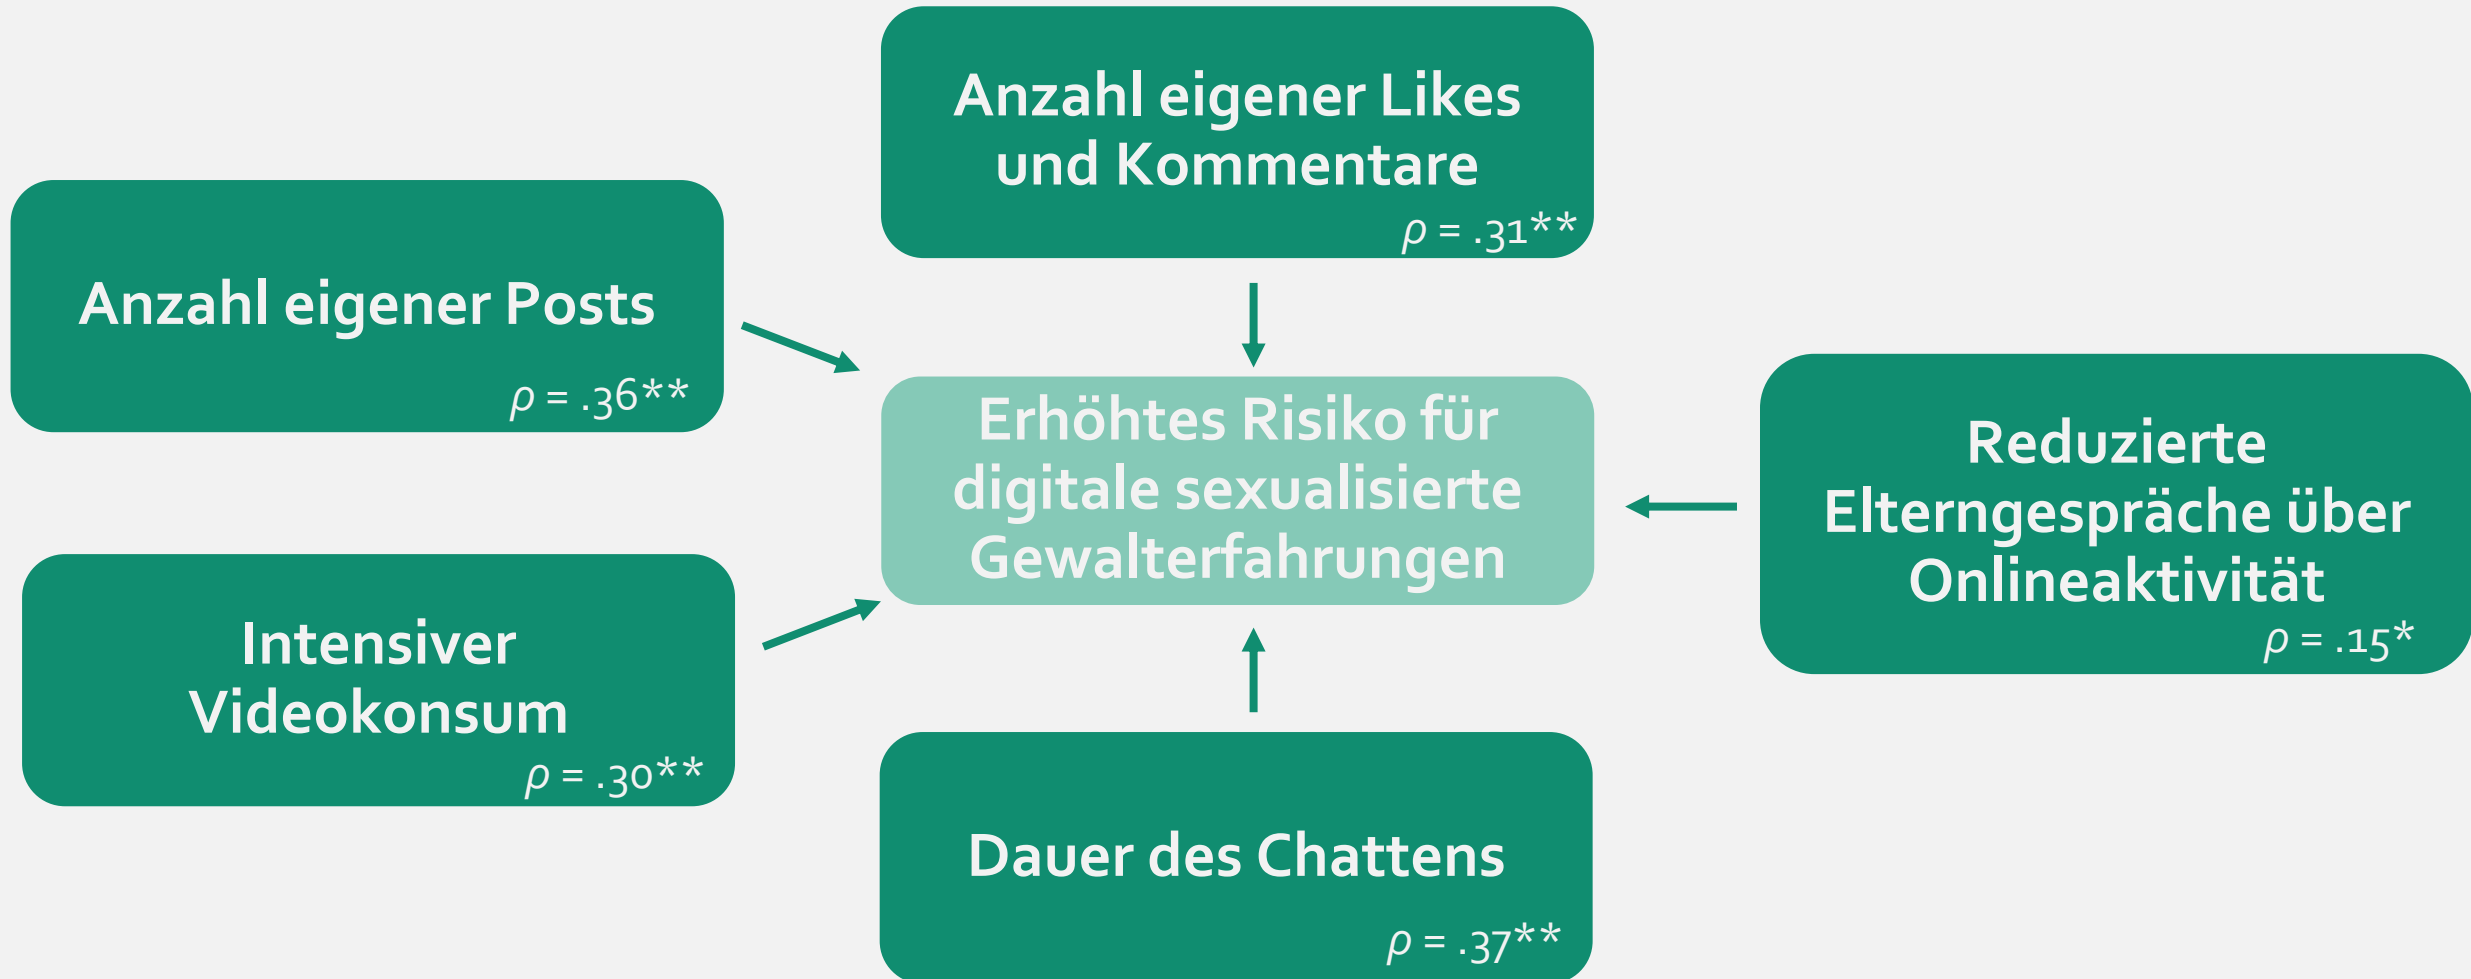 Anzahl eigener Likes
und Kommentare
ρ = .31**
Anzahl eigener Posts
ρ = .36**
Erhöhtes Risiko für
digitale sexualisierte
Gewalterfahrungen
Reduzierte
Elterngespräche über
Onlineaktivität
ρ = .15*
Intensiver
Videokonsum
ρ = .30**
Dauer des Chattens
ρ = .37**